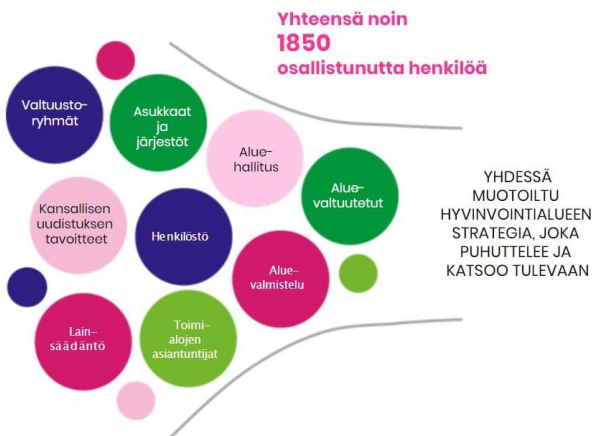 Yhteensä noin
1850
osallistunutta henkilöä
Valtuusto-
ryhmät
Asukkaat
ja
järjestöt
Alue-
hallitus
Alue-
valtuutetut
Kansallisen
uudistuksen
tavoitteet
Henkilöstö
Alue-
valmistelu
Lain-
säädäntö
Toimi-
alojen
asiantuntijat
YHDESSÄ
MUOTOILTU
HYVINVOINTIALUEEN
STRATEGIA, JOKA
PUHUTTELEE JA
KATSOO TULEVAAN